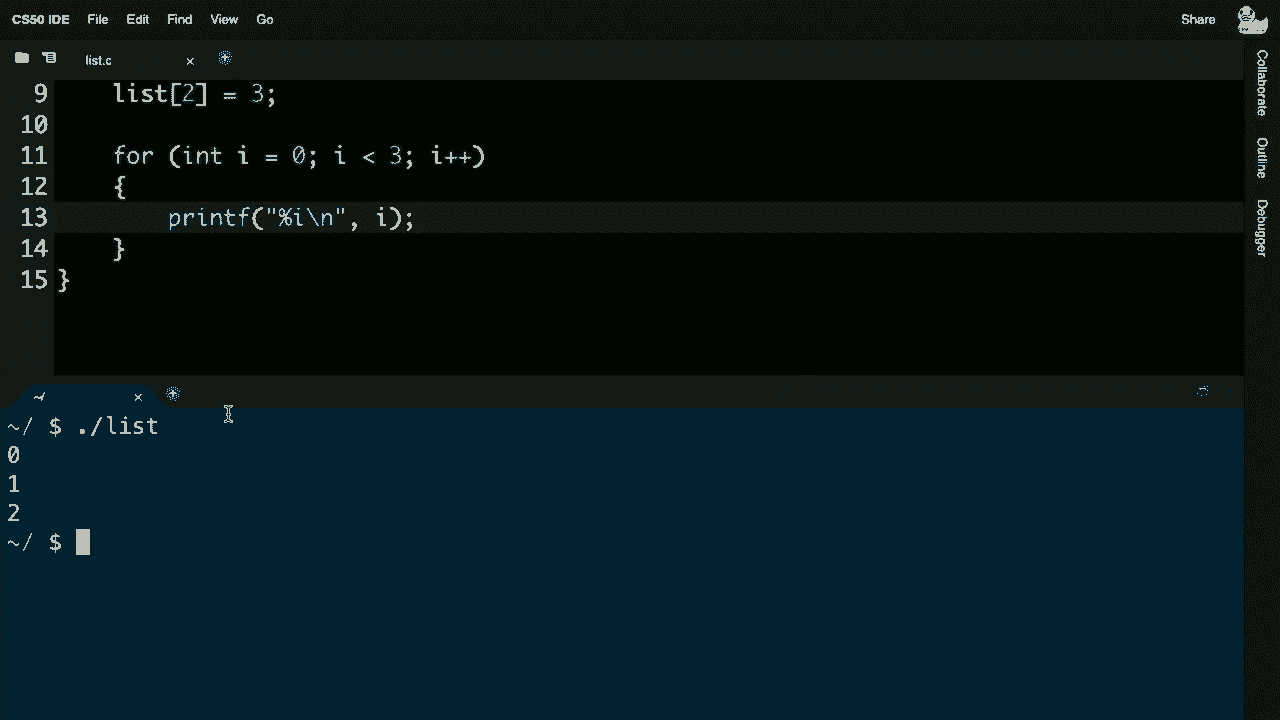 CS50 IDE File Edit Find View Go Share
list.c
Collaborate
Outline
Debugger
9 list[2] = 3;
10
11 for (int i = 0; i < 3; i++)
12 {
13 printf("%i\n", i);
14 }
15 }
~/ $ ./list
0
1
2
~/ $